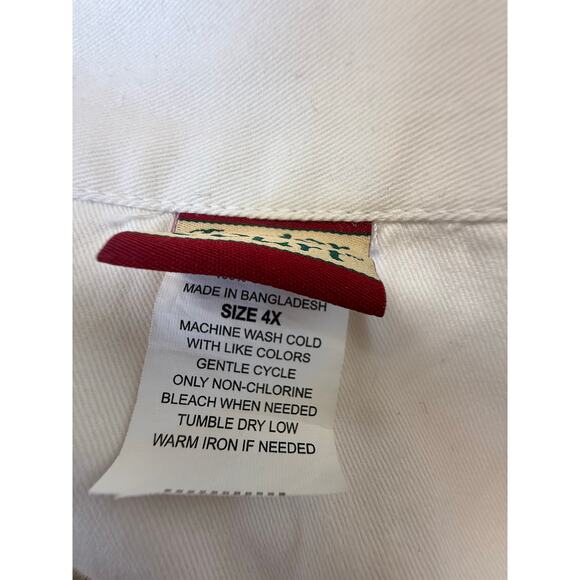 MADE IN BANGLADESH
SIZE 4X
MACHINE WASH COLD
WITH LIKE COLORS
GENTLE CYCLE
ONLY NON-CHLORINE
BLEACH WHEN NEEDED
TUMBLE DRY LOW
WARM IRON IF NEEDED